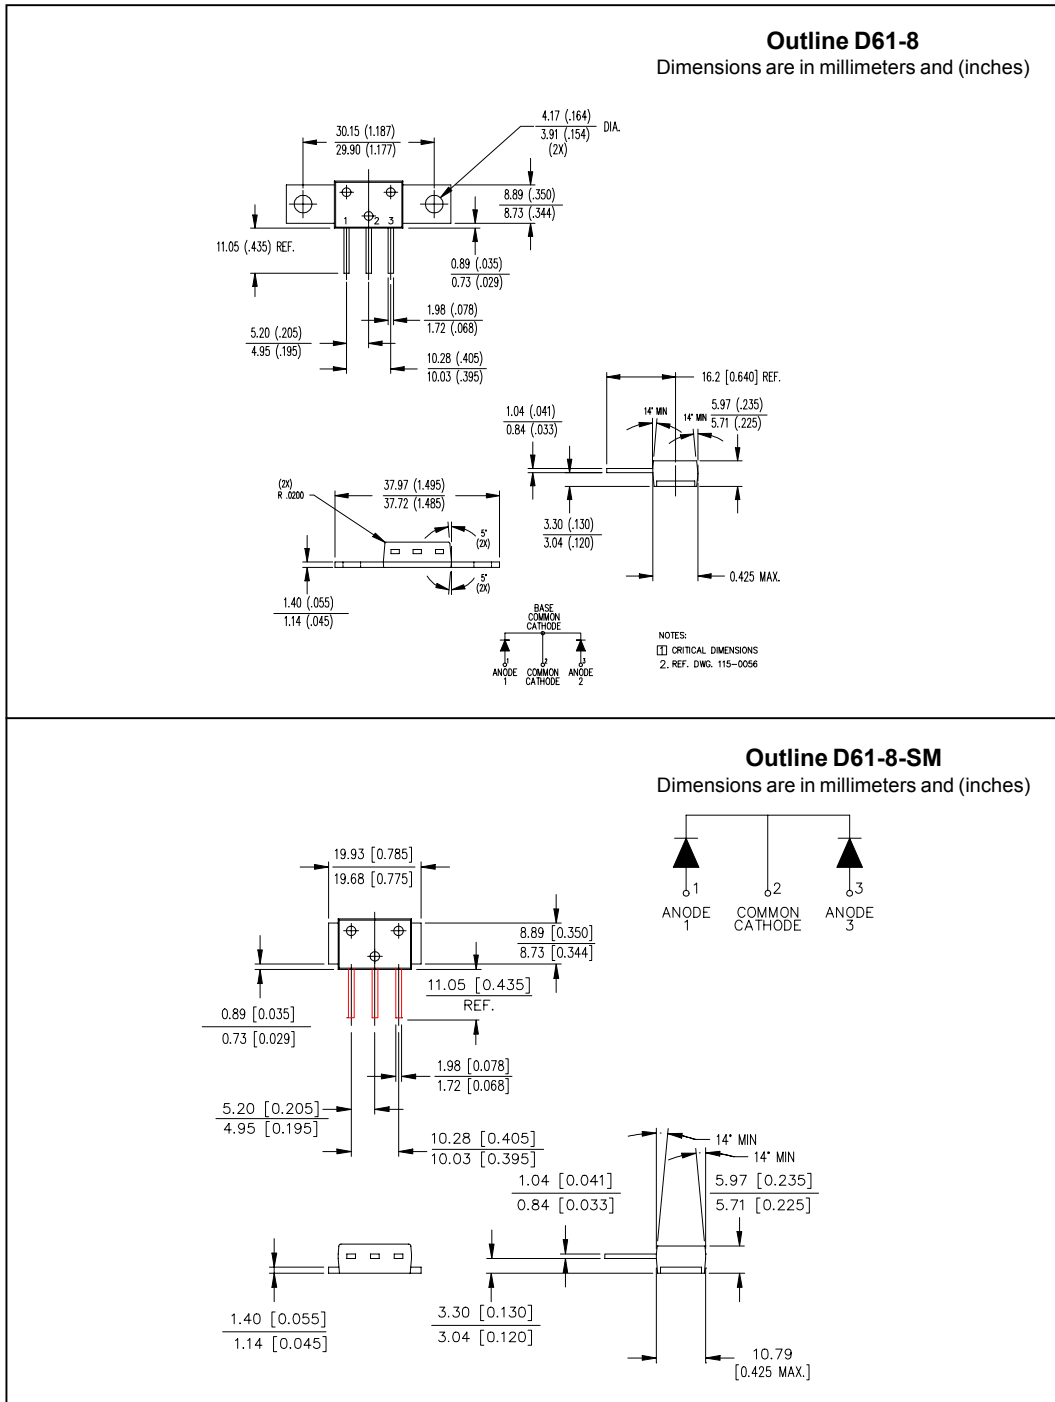 Outline D61-8
Dimensions are in millimeters and (inches)
30.15 (1.187)
29.90 (1.177)
4.17 (.164)
3.91 (.154)
DIA.
(2X)
8.89 (.350)
8.73 (.344)
1 2 3
11.05 (.435) REF.
0.89 (.035)
0.73 (.029)
1.98 (.078)
1.72 (.068)
5.20 (.205)
4.95 (.195)
10.28 (.405)
10.03 (.395)
16.2 [0.640] REF.
1.04 (.041)
0.84 (.033)
14° MIN
14° MIN
5.97 (.235)
5.71 (.225)
(2X)
R .0200
37.97 (1.495)
37.72 (1.485)
5°
(2X)
3.30 (.130)
3.04 (.120)
5°
(2X)
0.425 MAX.
1.40 (.055)
1.14 (.045)
BASE
COMMON
CATHODE
1 2 3
ANODE COMMON ANODE
1 CATHODE 2
NOTES:
1 CRITICAL DIMENSIONS
2. REF. DWG. 115-0056
Outline D61-8-SM
Dimensions are in millimeters and (inches)
1 2 3
ANODE COMMON ANODE
1 CATHODE 3
19.93 [0.785]
19.68 [0.775]
8.89 [0.350]
8.73 [0.344]
11.05 [0.435]
REF.
0.89 [0.035]
0.73 [0.029]
1.98 [0.078]
1.72 [0.068]
5.20 [0.205]
4.95 [0.195]
10.28 [0.405]
10.03 [0.395]
14° MIN
14° MIN
1.04 [0.041]
0.84 [0.033]
5.97 [0.235]
5.71 [0.225]
1.40 [0.055]
1.14 [0.045]
3.30 [0.130]
3.04 [0.120]
10.79
[0.425 MAX.]